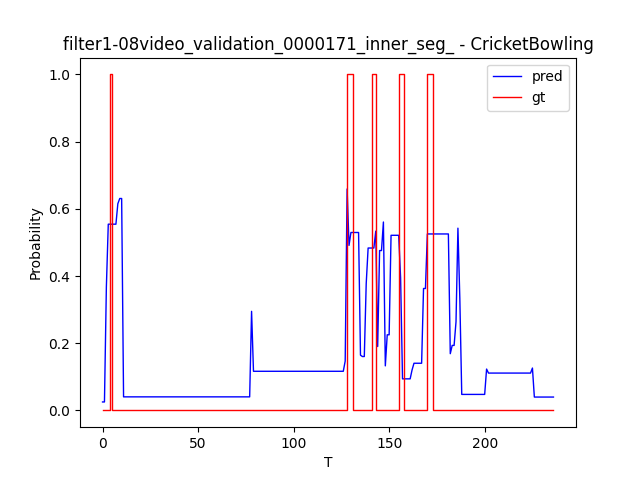 filter1-08video_validation_0000171_inner_seg_ - CricketBowling
pred
gt
Probability
1.0
0.8
0.6
0.4
0.2
0.0
0
50
100
150
200
T